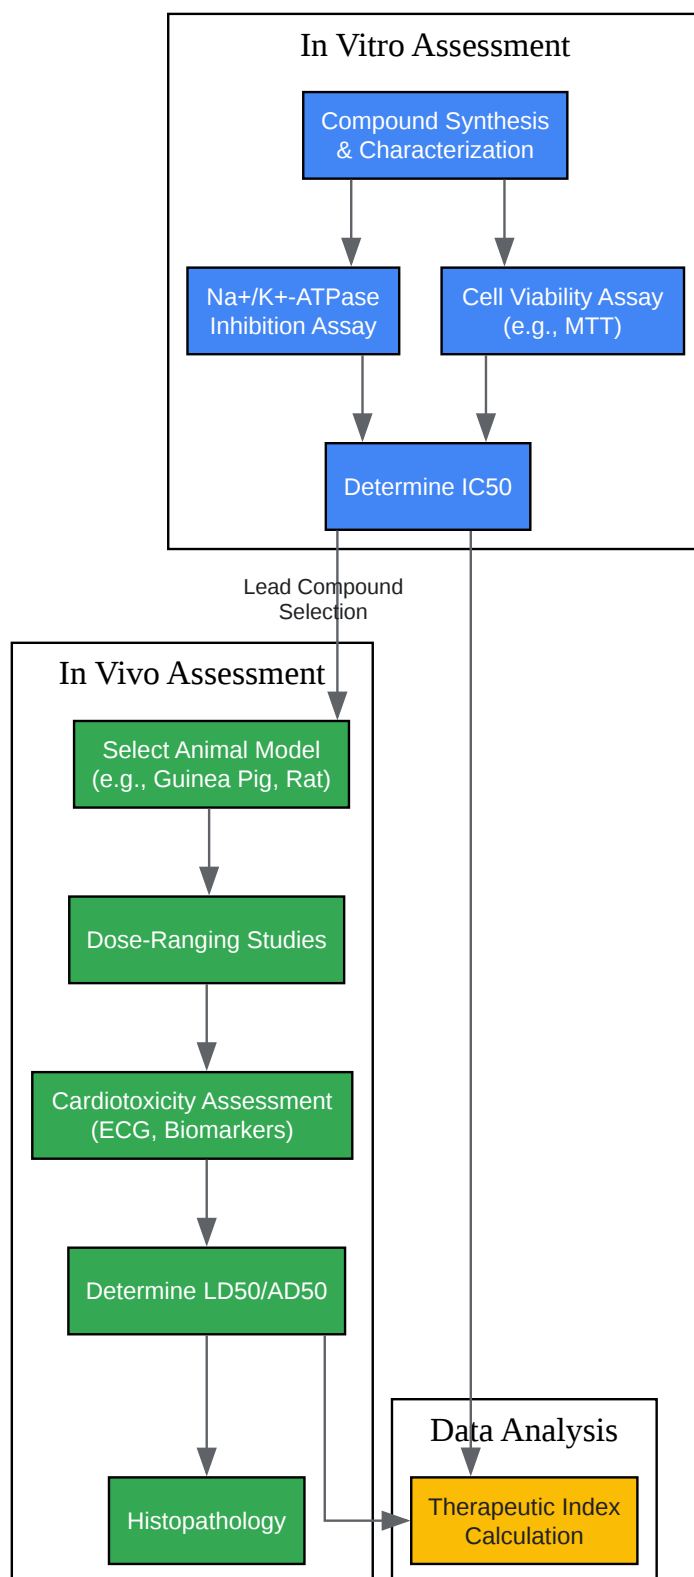 In Vitro Assessment
Compound Synthesis
& Characterization
Na+/K+-ATPase
Inhibition Assay
Cell Viability Assay
(e.g., MTT)
Determine IC50
Lead Compound
Selection
In Vivo Assessment
Select Animal Model
(e.g., Guinea Pig, Rat)
Dose-Ranging Studies
Cardiotoxicity Assessment
(ECG, Biomarkers)
Determine LD50/AD50
Histopathology
Data Analysis
Therapeutic Index
Calculation